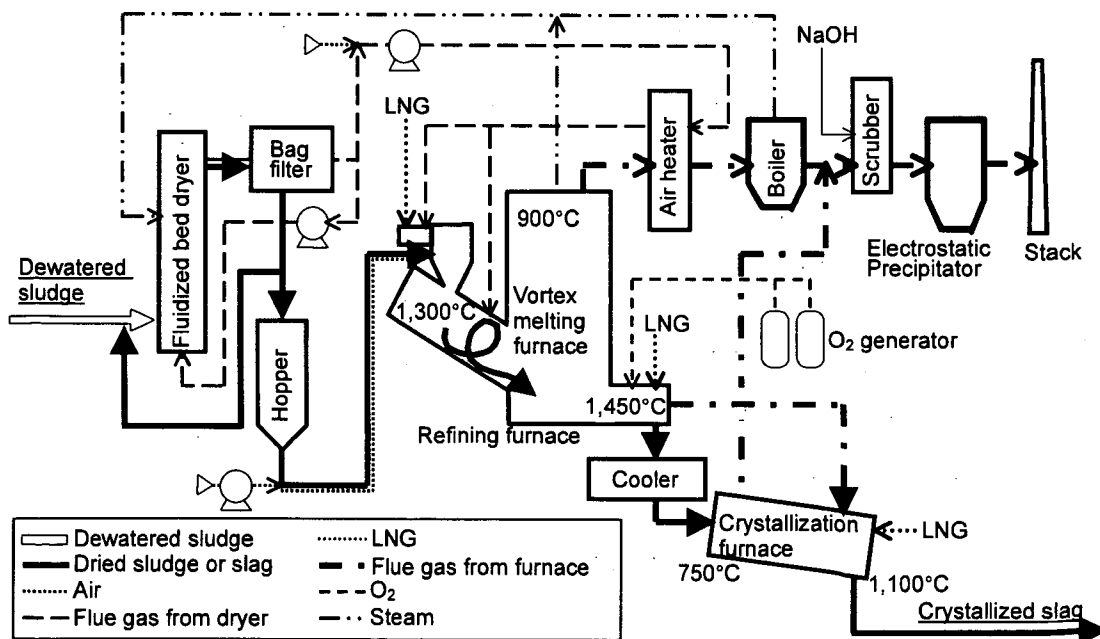 NaOH
LNG
Bag
filter
Fluidized bed dryer
Air heater
Boiler
Scrubber
900°C
Electrostatic
Precipitator
Stack
Dewatered
sludge
1,300°C
Vortex
melting
furnace
LNG
O₂ generator
Hopper
1,450°C
Refining furnace
Cooler
Crystallization
furnace
LNG
750°C
1,100°C
Crystallized slag
Dewatered sludge
Dried sludge or slag
Air
Flue gas from dryer
LNG
Flue gas from furnace
O₂
Steam